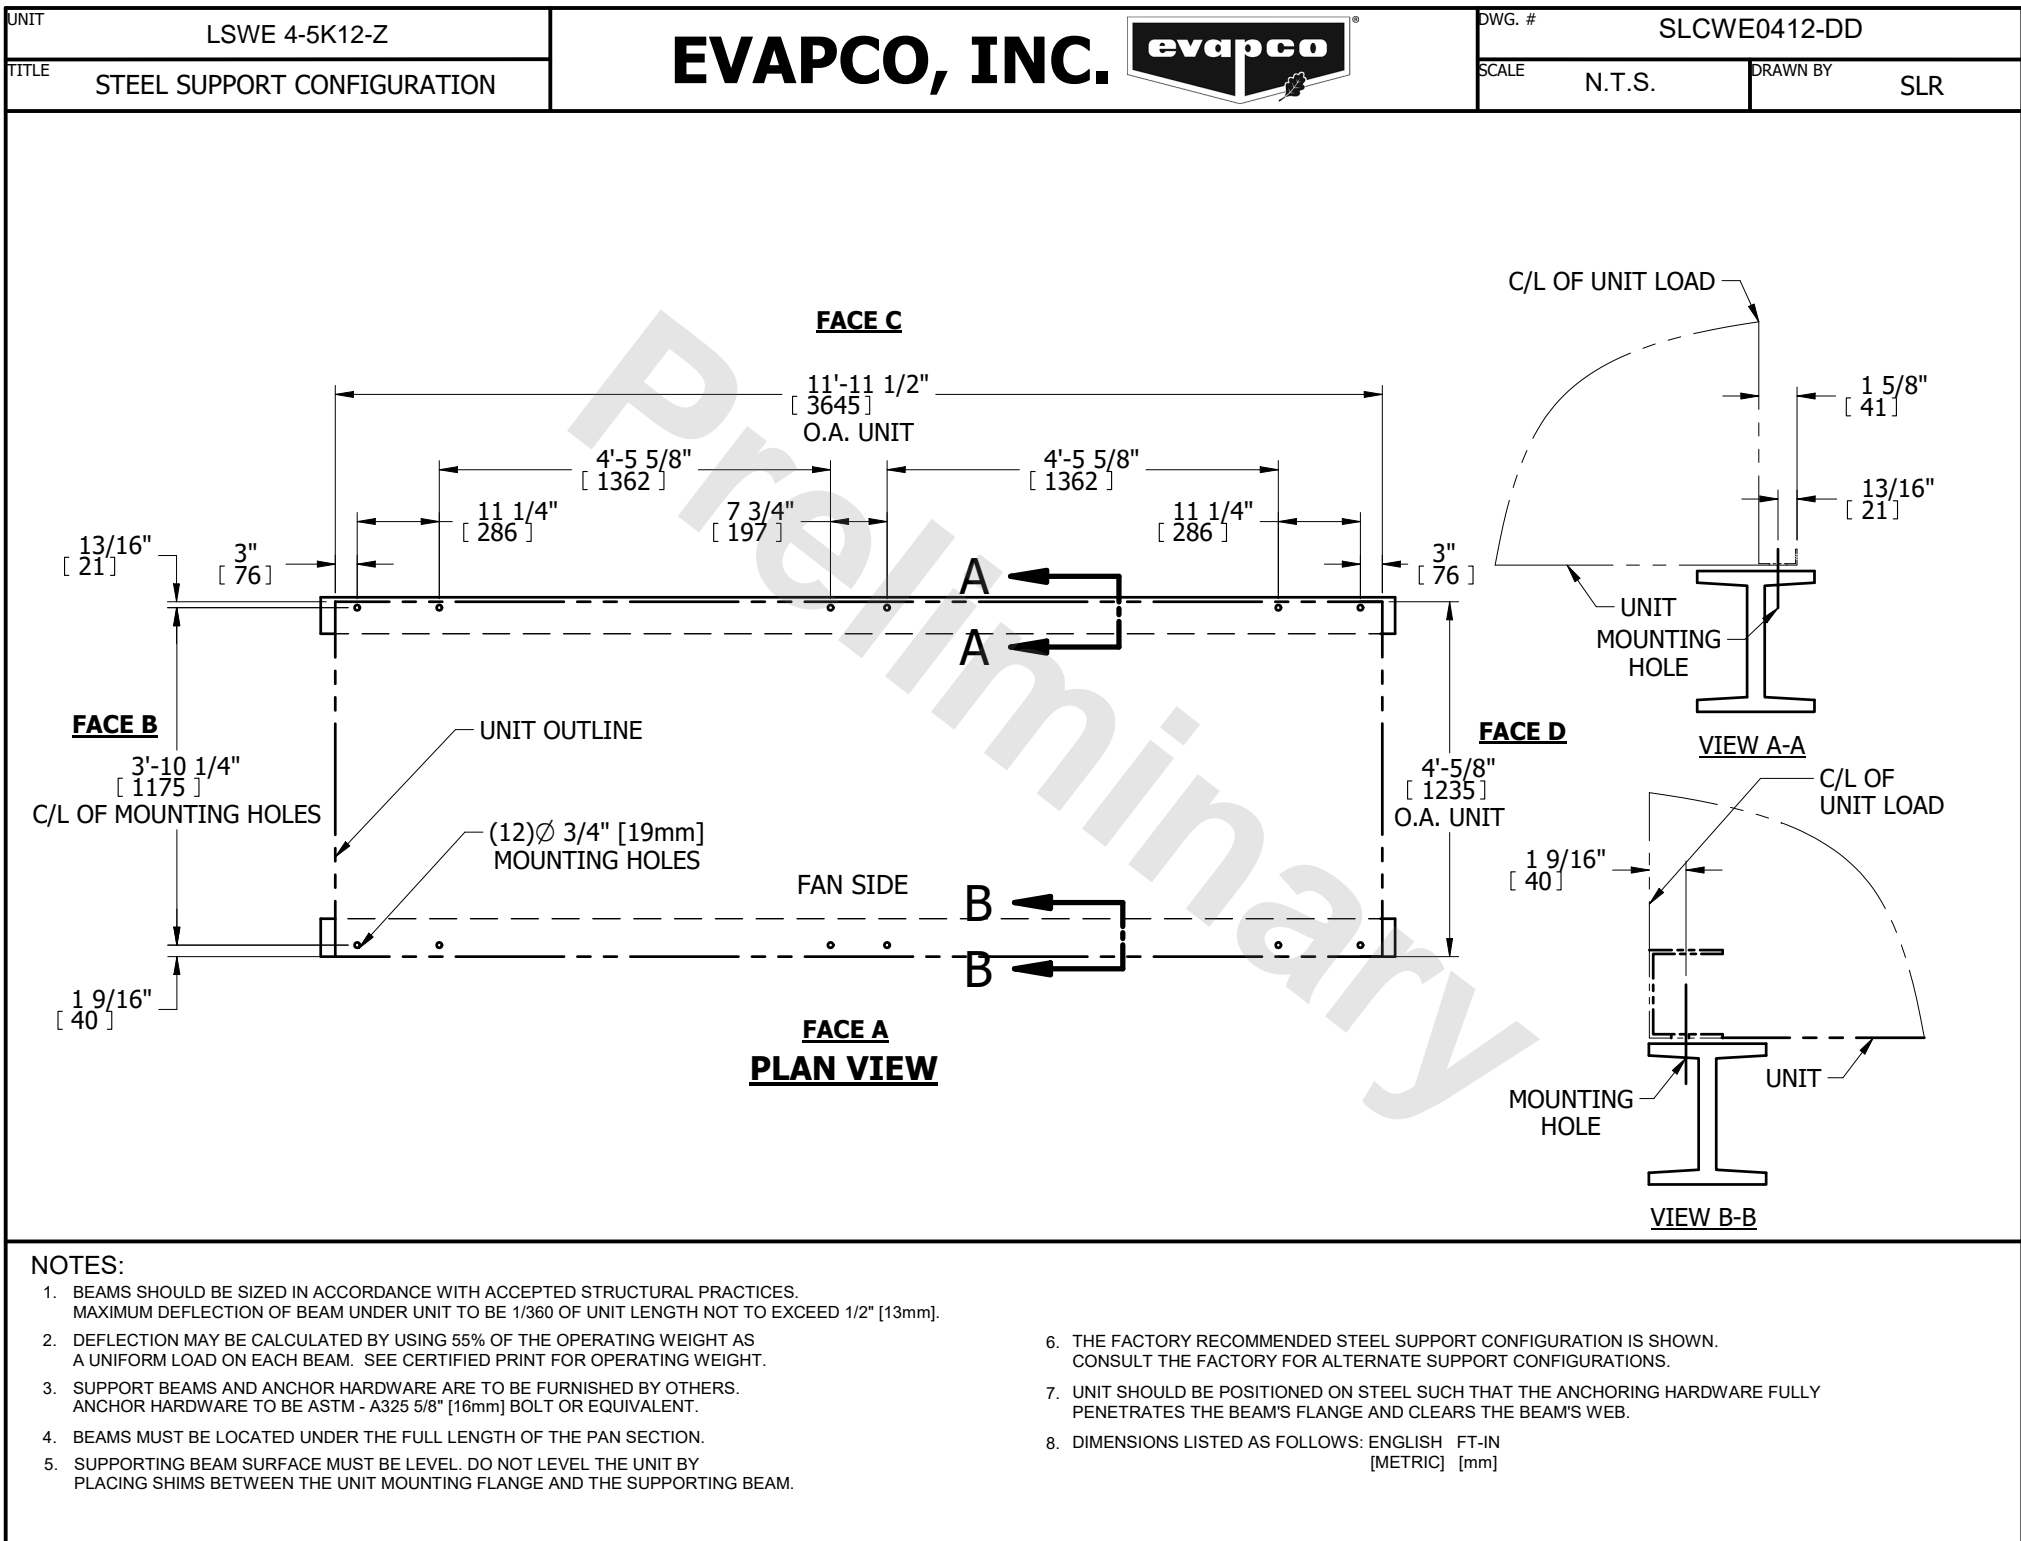 UNIT
LSWE 4-5K12-Z
TITLE
STEEL SUPPORT CONFIGURATION
EVAPCO, INC.
evapco
®
DWG. #
SLCWE0412-DD
SCALE
N.T.S.
DRAWN BY
SLR
Preliminary
FACE C
11'-11 1/2"
[ 3645 ]
O.A. UNIT
4'-5 5/8"
[ 1362 ]
4'-5 5/8"
[ 1362 ]
11 1/4"
[ 286 ]
7 3/4"
[ 197 ]
11 1/4"
[ 286 ]
13/16"
[ 21 ]
3"
[ 76 ]
3"
[ 76 ]
A
A
FACE B
3'-10 1/4"
[ 1175 ]
C/L OF MOUNTING HOLES
UNIT OUTLINE
(12)∅ 3/4" [19mm]
MOUNTING HOLES
FAN SIDE
B
B
FACE D
4'-5/8"
[ 1235 ]
O.A. UNIT
1 9/16"
[ 40 ]
FACE A
PLAN VIEW
C/L OF UNIT LOAD
1 5/8"
[ 41 ]
13/16"
[ 21 ]
UNIT
MOUNTING
HOLE
VIEW A-A
C/L OF
UNIT LOAD
1 9/16"
[ 40 ]
UNIT
MOUNTING
HOLE
VIEW B-B
NOTES:
1. BEAMS SHOULD BE SIZED IN ACCORDANCE WITH ACCEPTED STRUCTURAL PRACTICES.
MAXIMUM DEFLECTION OF BEAM UNDER UNIT TO BE 1/360 OF UNIT LENGTH NOT TO EXCEED 1/2" [13mm].
2. DEFLECTION MAY BE CALCULATED BY USING 55% OF THE OPERATING WEIGHT AS
A UNIFORM LOAD ON EACH BEAM. SEE CERTIFIED PRINT FOR OPERATING WEIGHT.
3. SUPPORT BEAMS AND ANCHOR HARDWARE ARE TO BE FURNISHED BY OTHERS.
ANCHOR HARDWARE TO BE ASTM - A325 5/8" [16mm] BOLT OR EQUIVALENT.
4. BEAMS MUST BE LOCATED UNDER THE FULL LENGTH OF THE PAN SECTION.
5. SUPPORTING BEAM SURFACE MUST BE LEVEL. DO NOT LEVEL THE UNIT BY
PLACING SHIMS BETWEEN THE UNIT MOUNTING FLANGE AND THE SUPPORTING BEAM.
6. THE FACTORY RECOMMENDED STEEL SUPPORT CONFIGURATION IS SHOWN.
CONSULT THE FACTORY FOR ALTERNATE SUPPORT CONFIGURATIONS.
7. UNIT SHOULD BE POSITIONED ON STEEL SUCH THAT THE ANCHORING HARDWARE FULLY
PENETRATES THE BEAM'S FLANGE AND CLEARS THE BEAM'S WEB.
8. DIMENSIONS LISTED AS FOLLOWS: ENGLISH FT-IN
[METRIC] [mm]